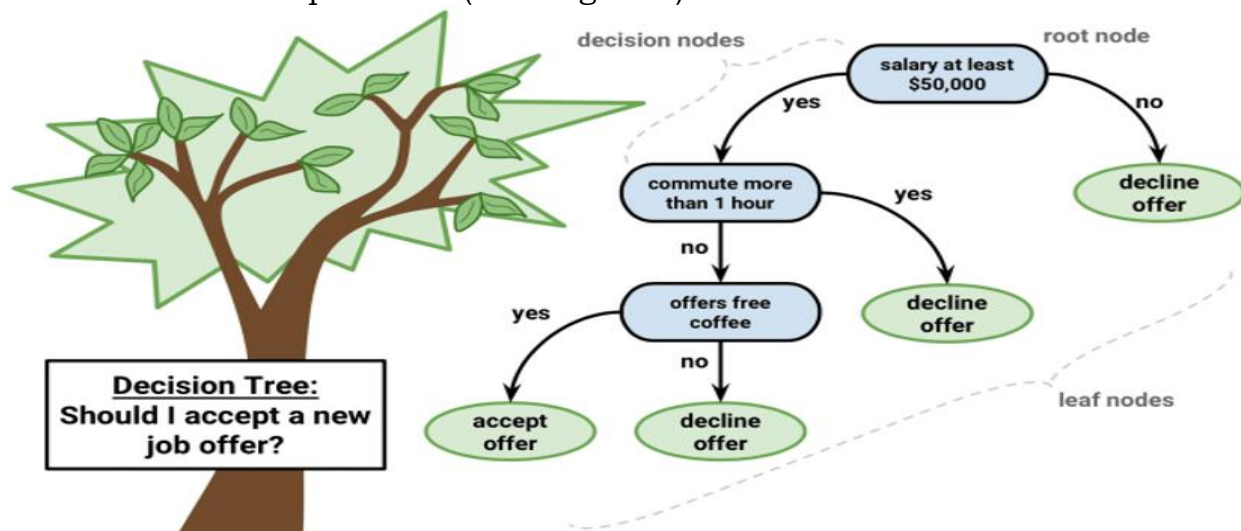 decision nodes
root node
salary at least
$50,000
yes
no
commute more
than 1 hour
yes
decline
offer
no
offers free
coffee
decline
offer
yes
no
accept
offer
decline
offer
leaf nodes
Decision Tree:
Should I accept a new
job offer?